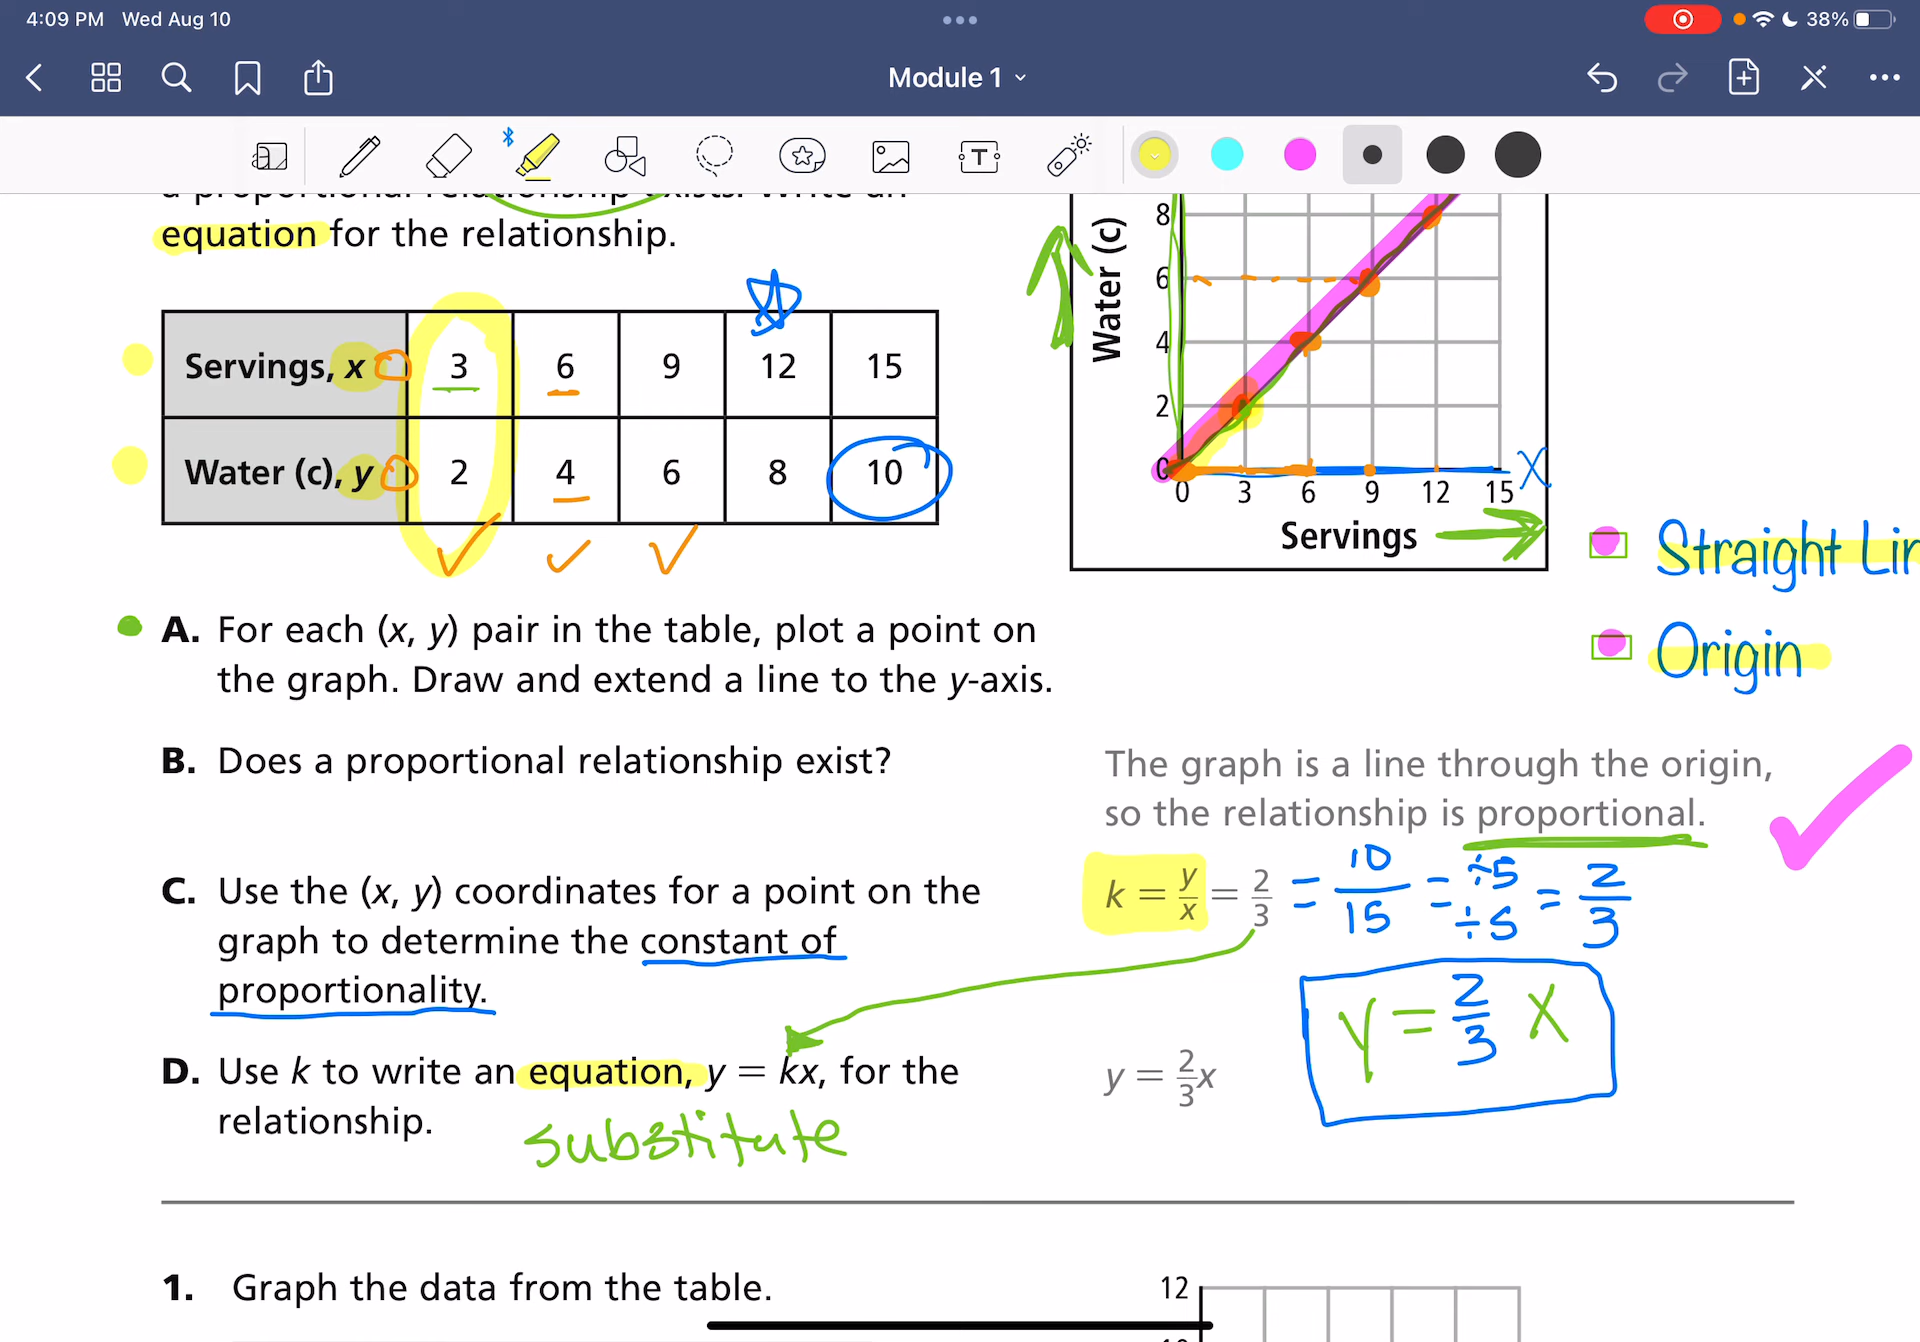 4:09 PM Wed Aug 10
38%
Module 1
T
equation for the relationship.
Servings, x 3 6 9 12 15
Water (c), y 2 4 6 8 10
Water (c)
8
6
4
2
0
0 3 6 9 12 15 X
Servings
Straight Lin
Origin
A. For each (x, y) pair in the table, plot a point on
the graph. Draw and extend a line to the y-axis.
B. Does a proportional relationship exist?
The graph is a line through the origin,
so the relationship is proportional.
C. Use the (x, y) coordinates for a point on the
graph to determine the constant of
proportionality.
k = y/x = 2/3 = 10/15 = ÷5/÷5 = 2/3
y = 2/3 x
D. Use k to write an equation, y = kx, for the
relationship.
substitute
y = 2/3 x
1. Graph the data from the table.
12